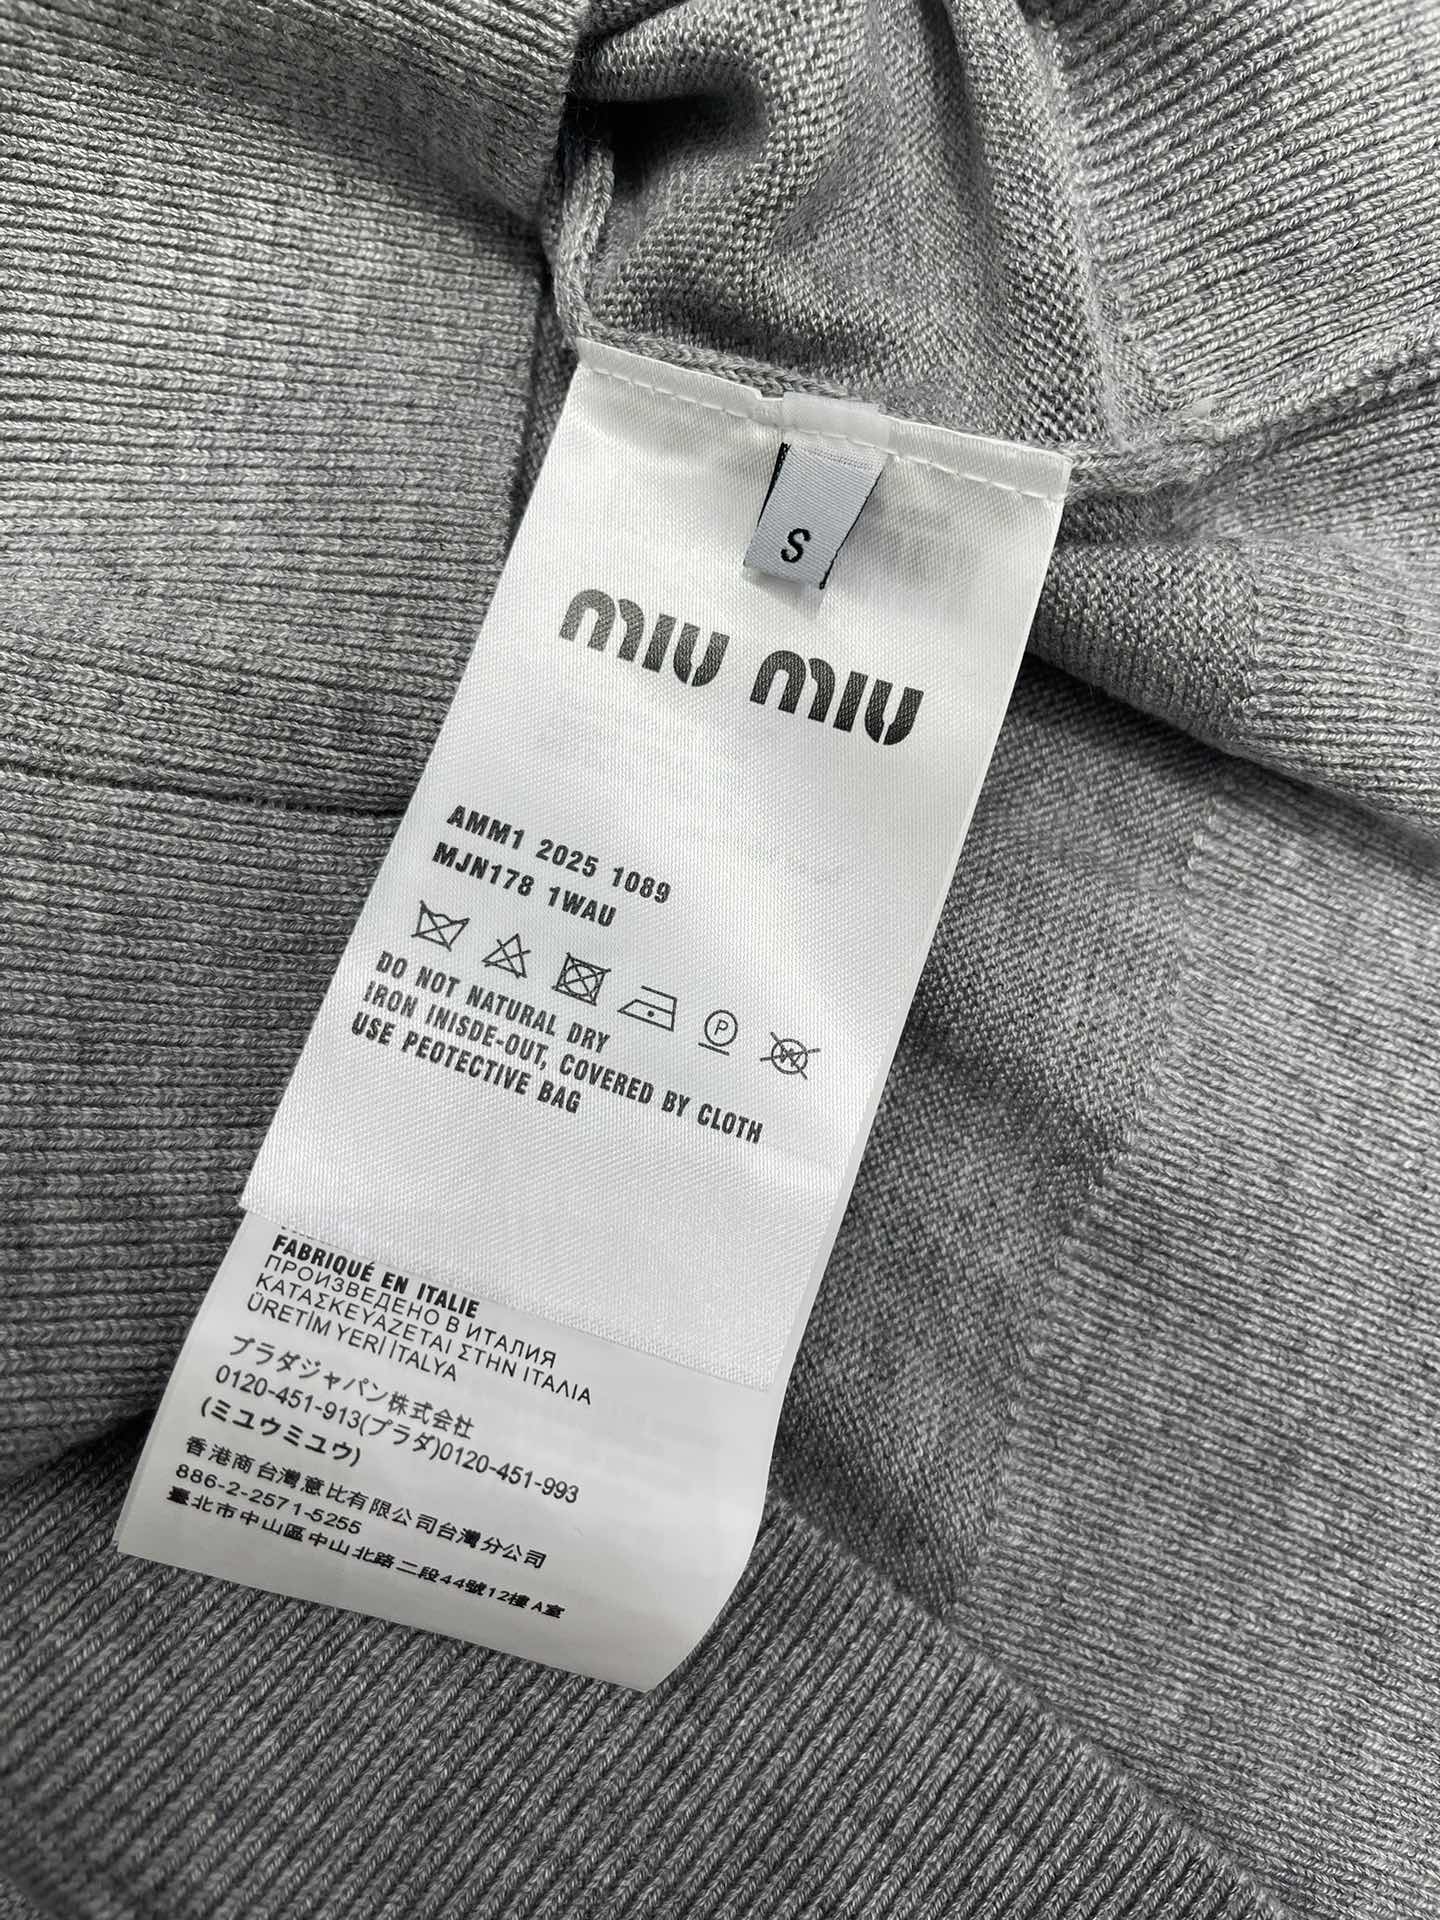 S
miu miu
AMM1 2025 1089
MJN178 1WAU
DO NOT NATURAL DRY
IRON INISDE-OUT, COVERED BY CLOTH
USE PEOTECTIVE BAG
FABRIQUÉ EN ITALIE
ПРОИЗВЕДЕНО В ИТАЛИЯ
ΚΑΤΑΣΚΕΥΑΖΕΤΑΙ ΣΤΗΝ ΙΤΑΛΙΑ
ÜRETİM YERİ İTALYA
プラダジャパン株式会社
0120-451-913(プラダ)0120-451-993
(ミユウミユウ)
香港商台灣意比有限公司台灣分公司
886-2-2571-5255
臺北市中山區中山北路二段44號12樓A室